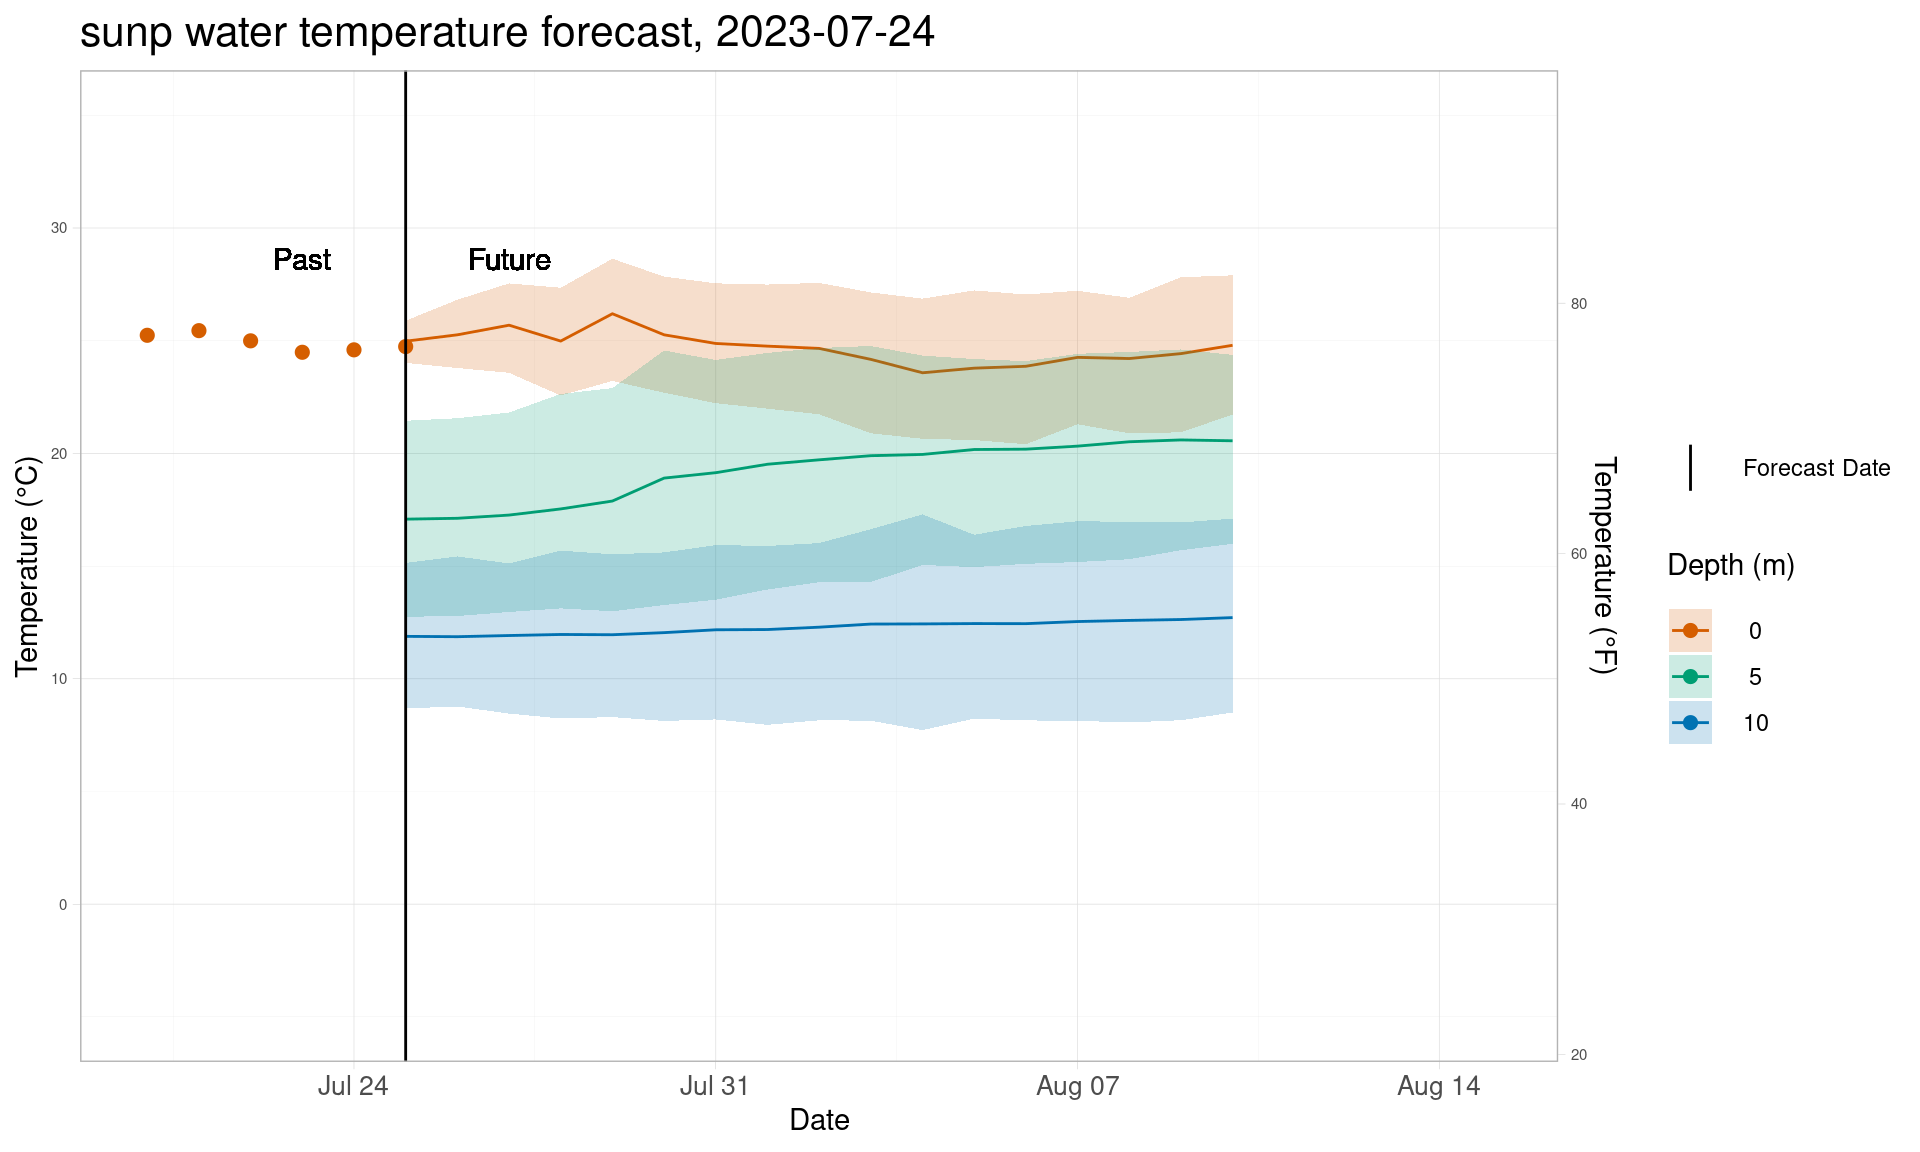 sunp water temperature forecast, 2023-07-24
Past
Future
30
20
10
0
Temperature (°C)
80
60
40
20
Temperature (°F)
Jul 24
Jul 31
Aug 07
Aug 14
Date
Forecast Date
Depth (m)
0
5
10